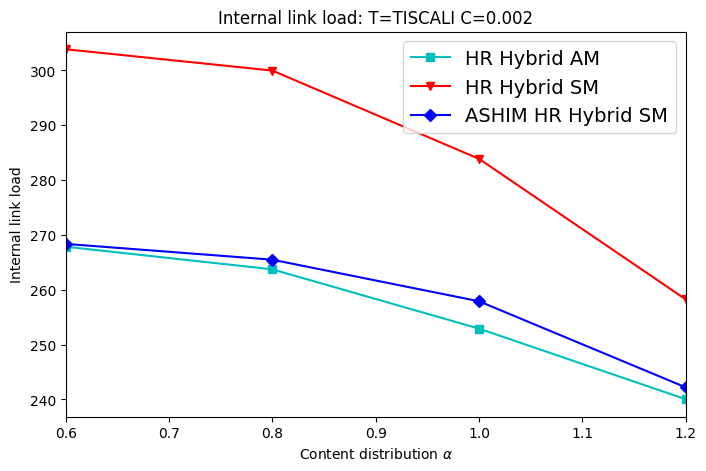 Internal link load: T=TISCALI C=0.002
HR Hybrid AM
HR Hybrid SM
ASHIM HR Hybrid SM
Internal link load
300
290
280
270
260
250
240
0.6
0.7
0.8
0.9
1.0
1.1
1.2
Content distribution α